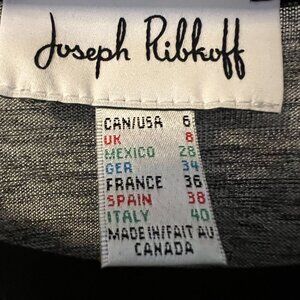 Joseph Ribkoff
CAN/USA 6
UK 8
MEXICO 28
GER 34
FRANCE 36
SPAIN 38
ITALY 40
MADE IN/FAIT AU
CANADA